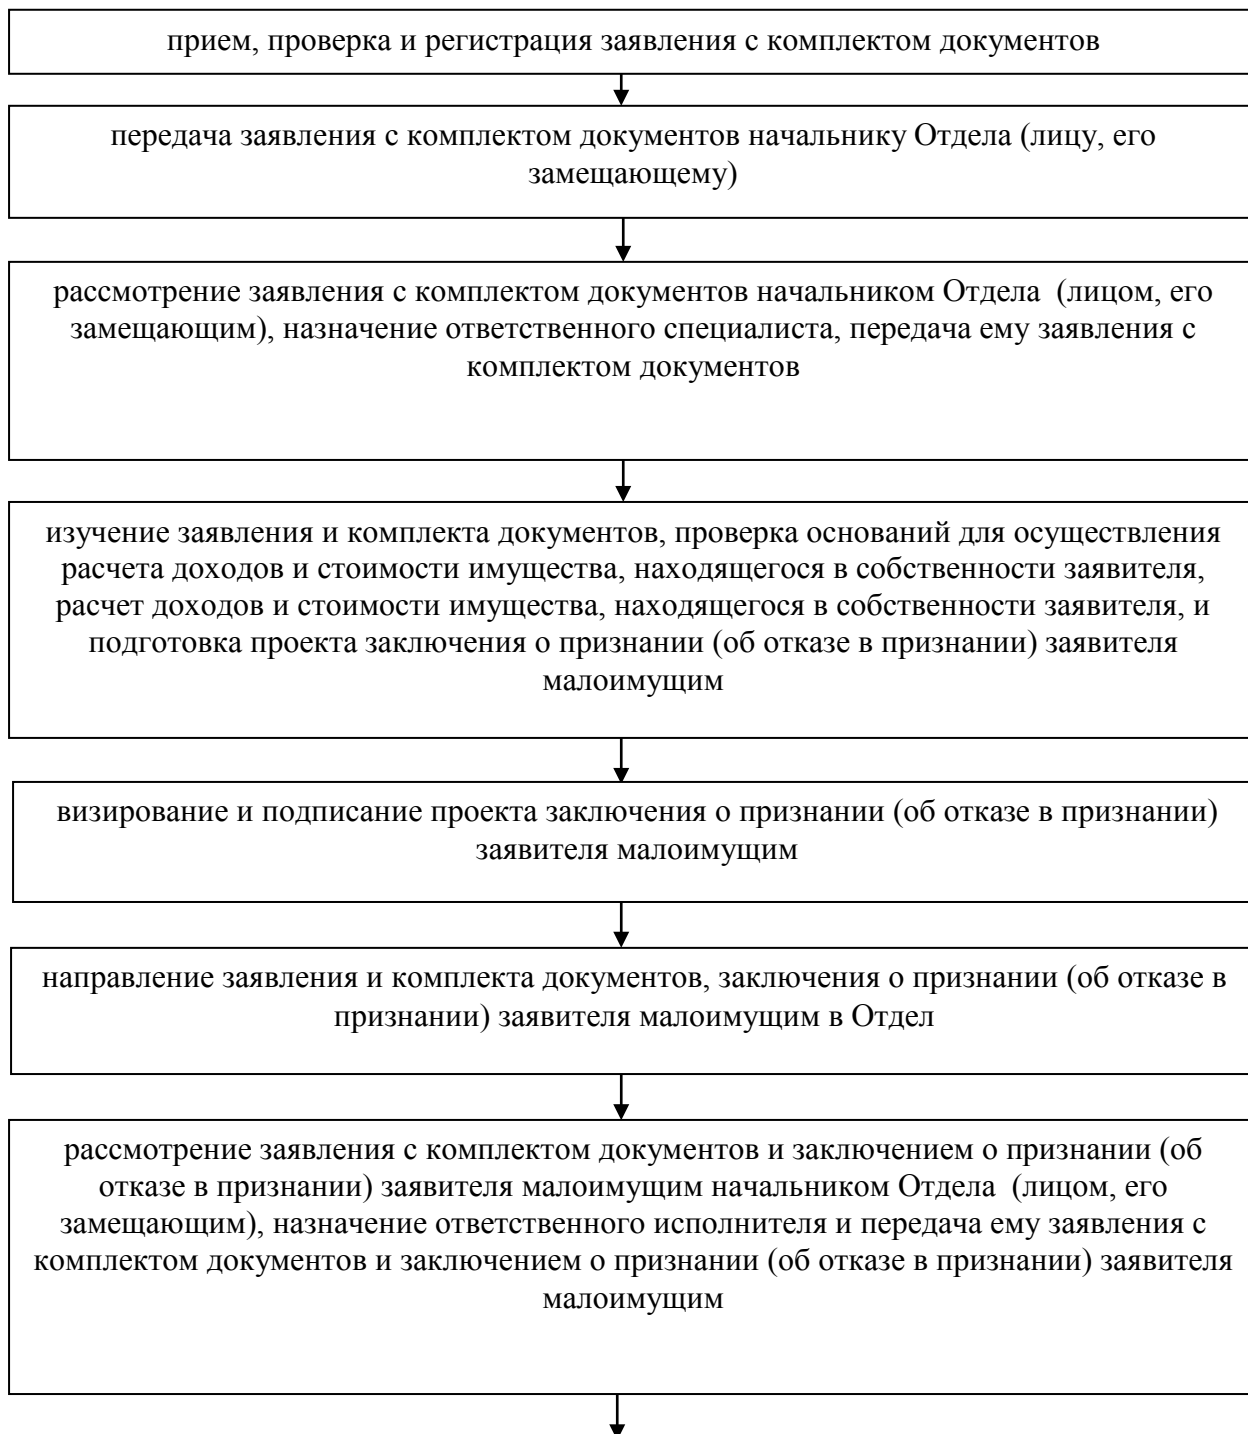 прием, проверка и регистрация заявления с комплектом документов
передача заявления с комплектом документов начальнику Отдела (лицу, его
замещающему)
рассмотрение заявления с комплектом документов начальником Отдела  (лицом, его
замещающим), назначение ответственного специалиста, передача ему заявления с
комплектом документов
изучение заявления и комплекта документов, проверка оснований для осуществления
расчета доходов и стоимости имущества, находящегося в собственности заявителя,
расчет доходов и стоимости имущества, находящегося в собственности заявителя, и
подготовка проекта заключения о признании (об отказе в признании) заявителя
малоимущим
визирование и подписание проекта заключения о признании (об отказе в признании)
заявителя малоимущим
направление заявления и комплекта документов, заключения о признании (об отказе в
признании) заявителя малоимущим в Отдел
рассмотрение заявления с комплектом документов и заключением о признании (об
отказе в признании) заявителя малоимущим начальником Отдела  (лицом, его
замещающим), назначение ответственного исполнителя и передача ему заявления с
комплектом документов и заключением о признании (об отказе в признании) заявителя
малоимущим